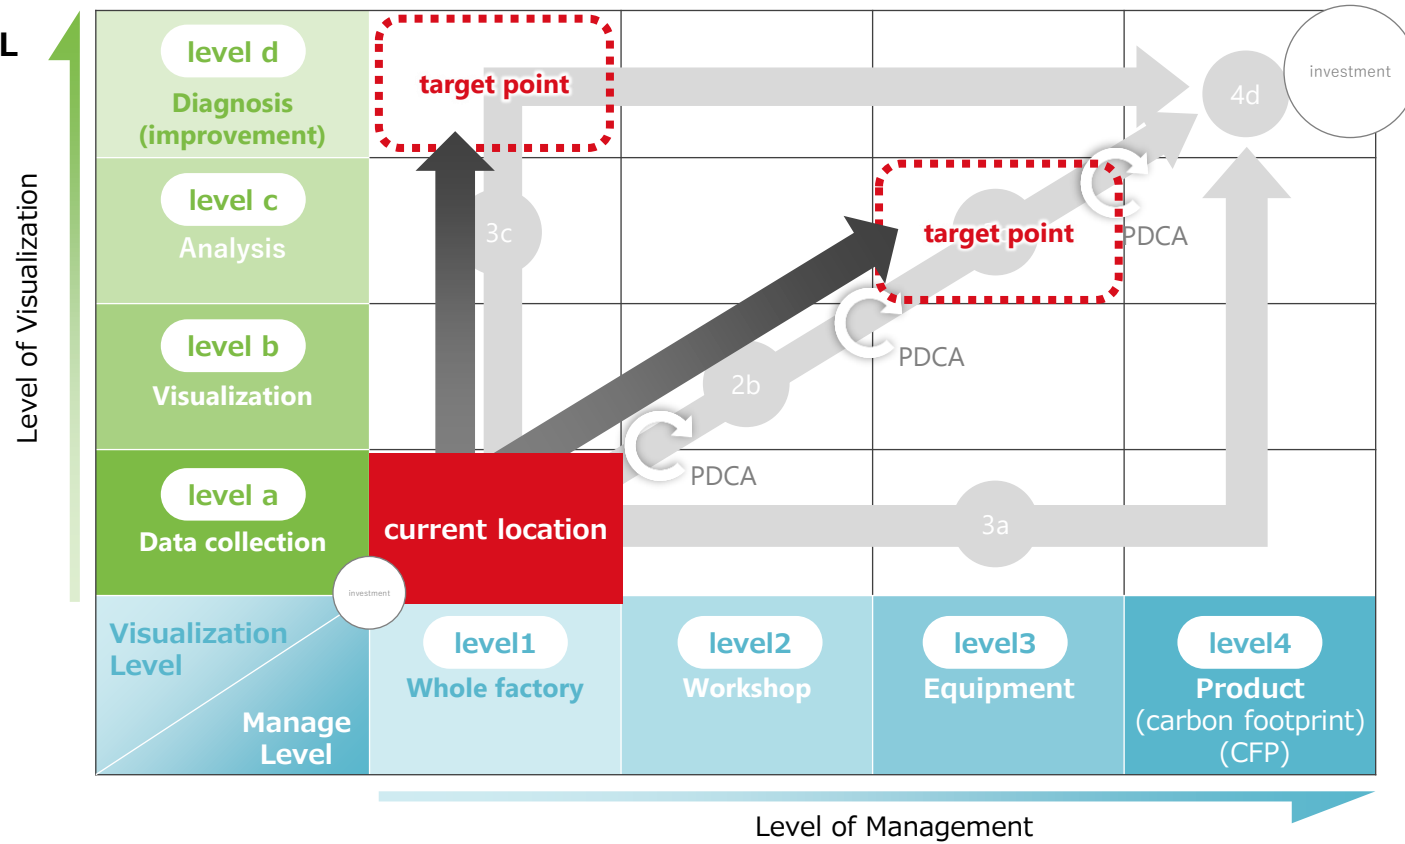 L
level d
Diagnosis
(improvement)
target point
4d
investment
level c
Analysis
3c
target point
PDCA
level b
Visualization
2b
PDCA
level a
Data collection
current location
PDCA
3a
investment
Level of Visualization
Visualization
Level
Manage
Level
level1
Whole factory
level2
Workshop
level3
Equipment
level4
Product
(carbon footprint)
(CFP)
Level of Management